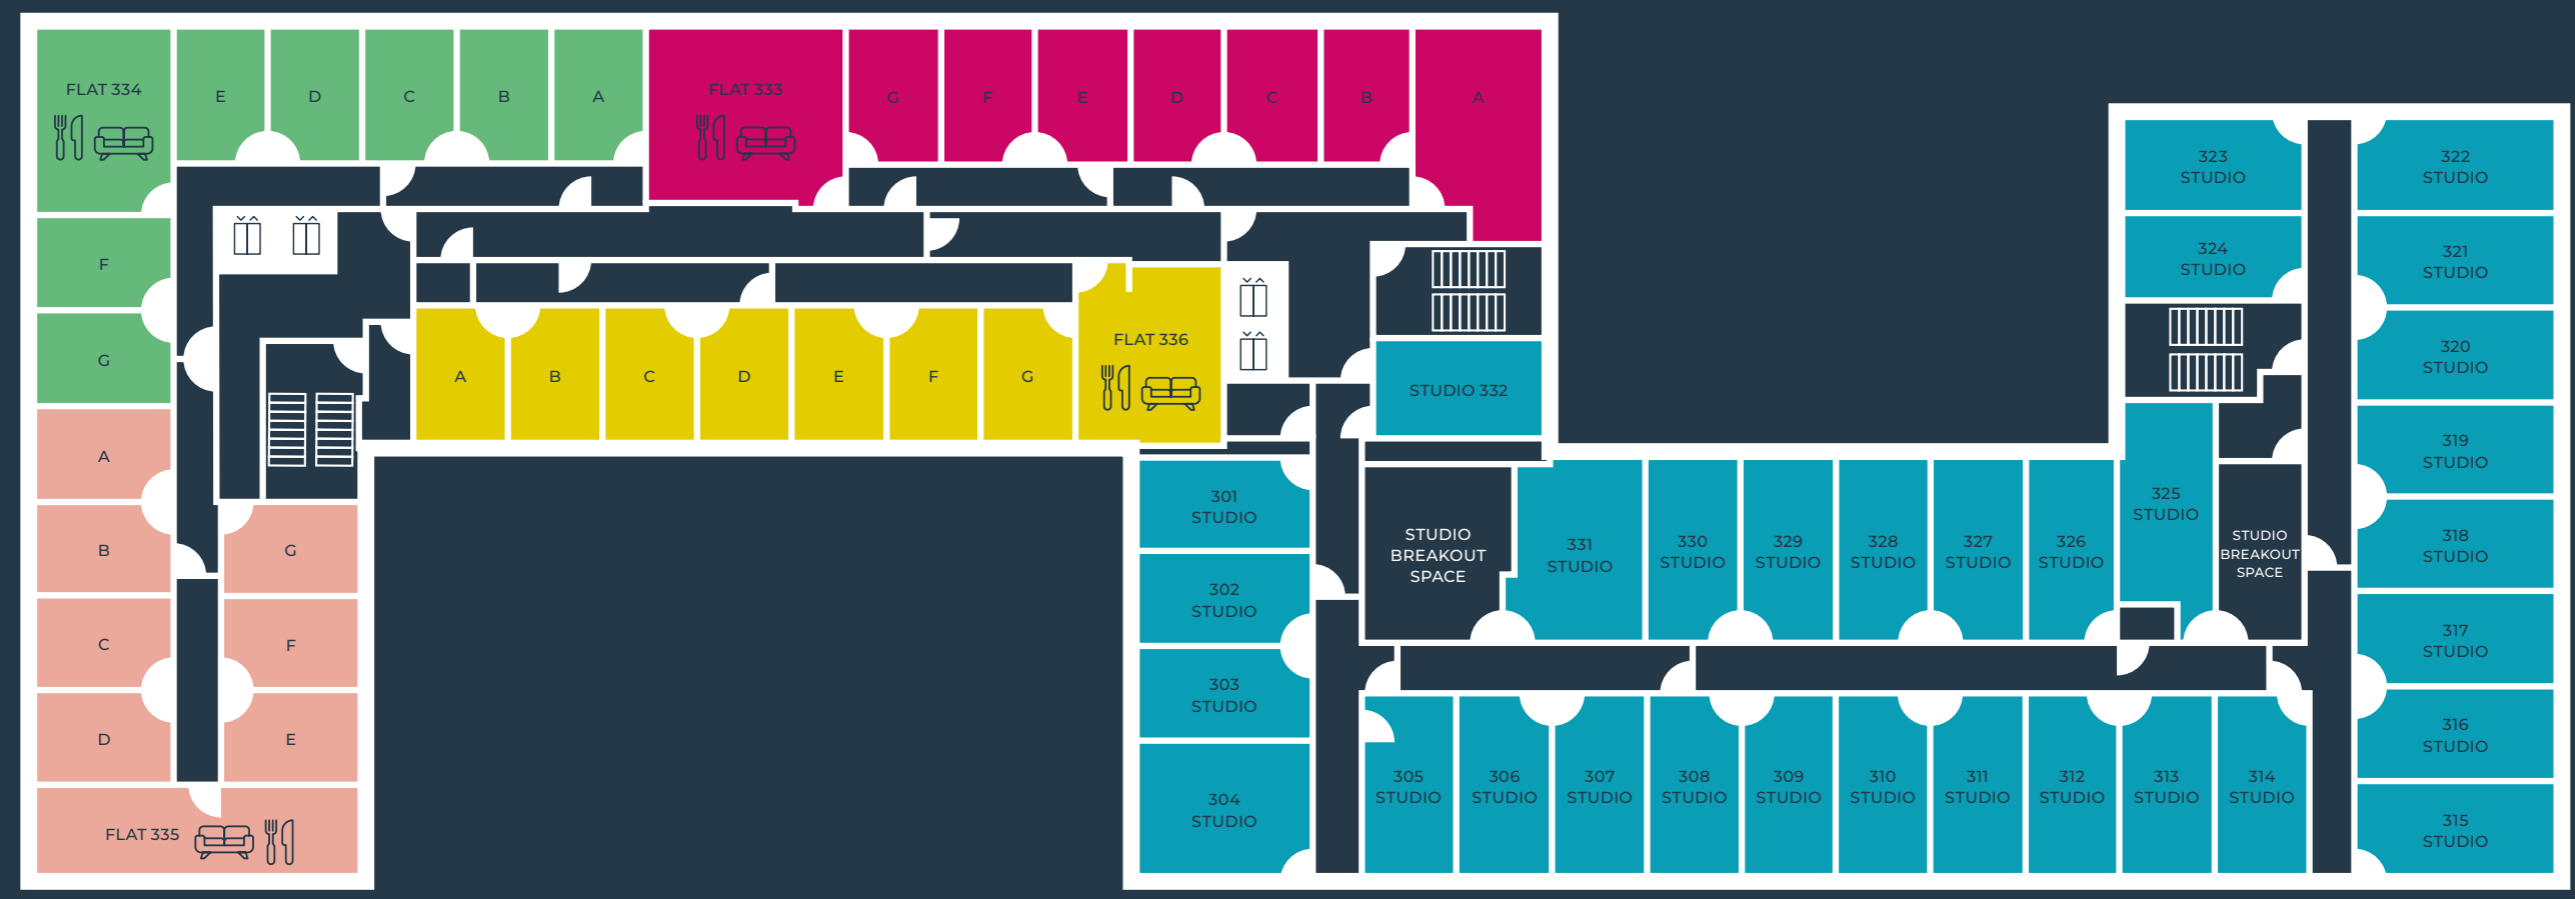 FLAT 334
E
D
C
B
A
FLAT 333
G
F
E
D
C
B
A
F
G
A
B
C
D
G
F
E
FLAT 335
A
B
C
D
E
F
G
FLAT 336
STUDIO 332
301
STUDIO
302
STUDIO
303
STUDIO
304
STUDIO
STUDIO
BREAKOUT
SPACE
331
STUDIO
330
STUDIO
329
STUDIO
328
STUDIO
327
STUDIO
326
STUDIO
325
STUDIO
STUDIO
BREAKOUT
SPACE
305
STUDIO
306
STUDIO
307
STUDIO
308
STUDIO
309
STUDIO
310
STUDIO
311
STUDIO
312
STUDIO
313
STUDIO
314
STUDIO
323
STUDIO
324
STUDIO
322
STUDIO
321
STUDIO
320
STUDIO
319
STUDIO
318
STUDIO
317
STUDIO
316
STUDIO
315
STUDIO